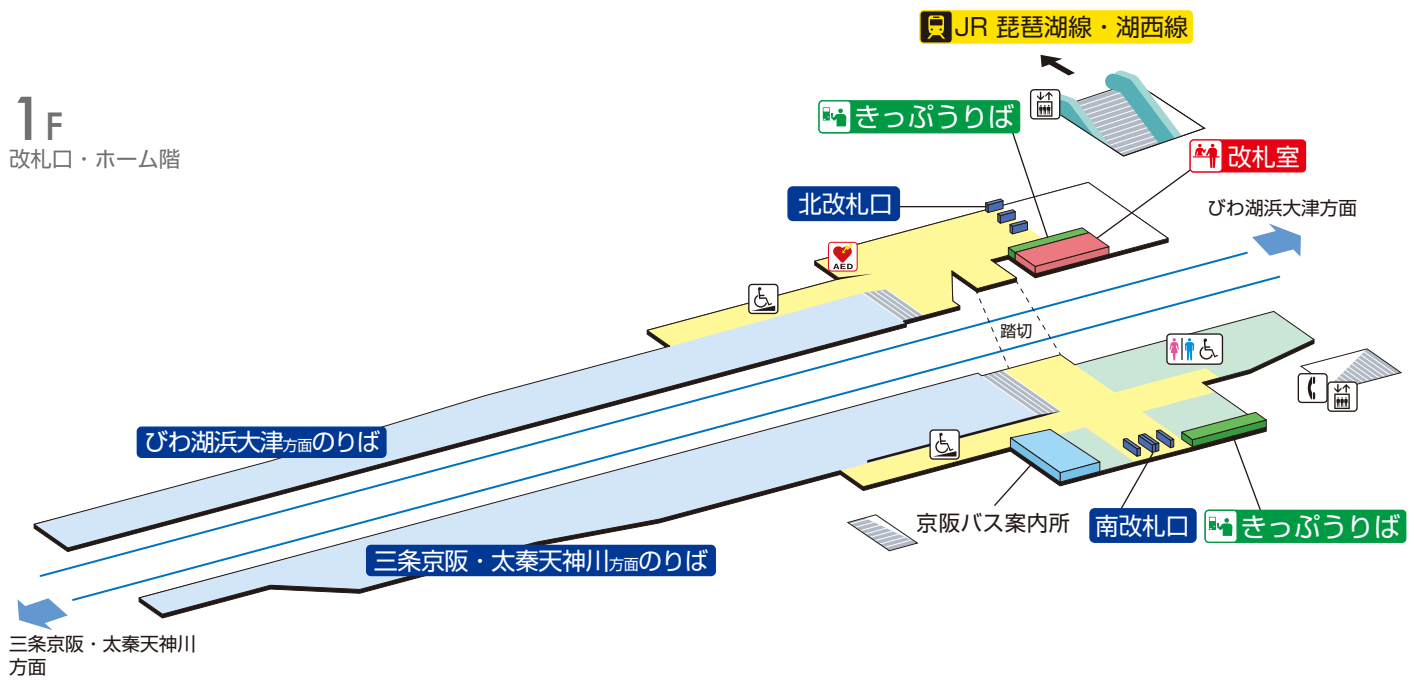 JR 琵琶湖線・湖西線
1F
改札口・ホーム階
きっぷうりば
改札室
北改札口
びわ湖浜大津方面
AED
踏切
びわ湖浜大津方面のりば
京阪バス案内所
南改札口
きっぷうりば
三条京阪・太秦天神川方面のりば
三条京阪・太秦天神川
方面